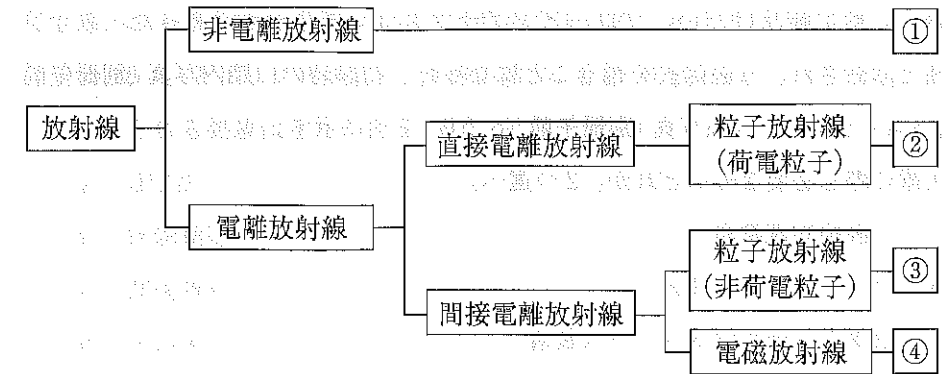 非電離放射線
①
放射線
直接電離放射線
粒子放射線
(荷電粒子)
②
電離放射線
粒子放射線
(非荷電粒子)
③
間接電離放射線
電磁放射線
④